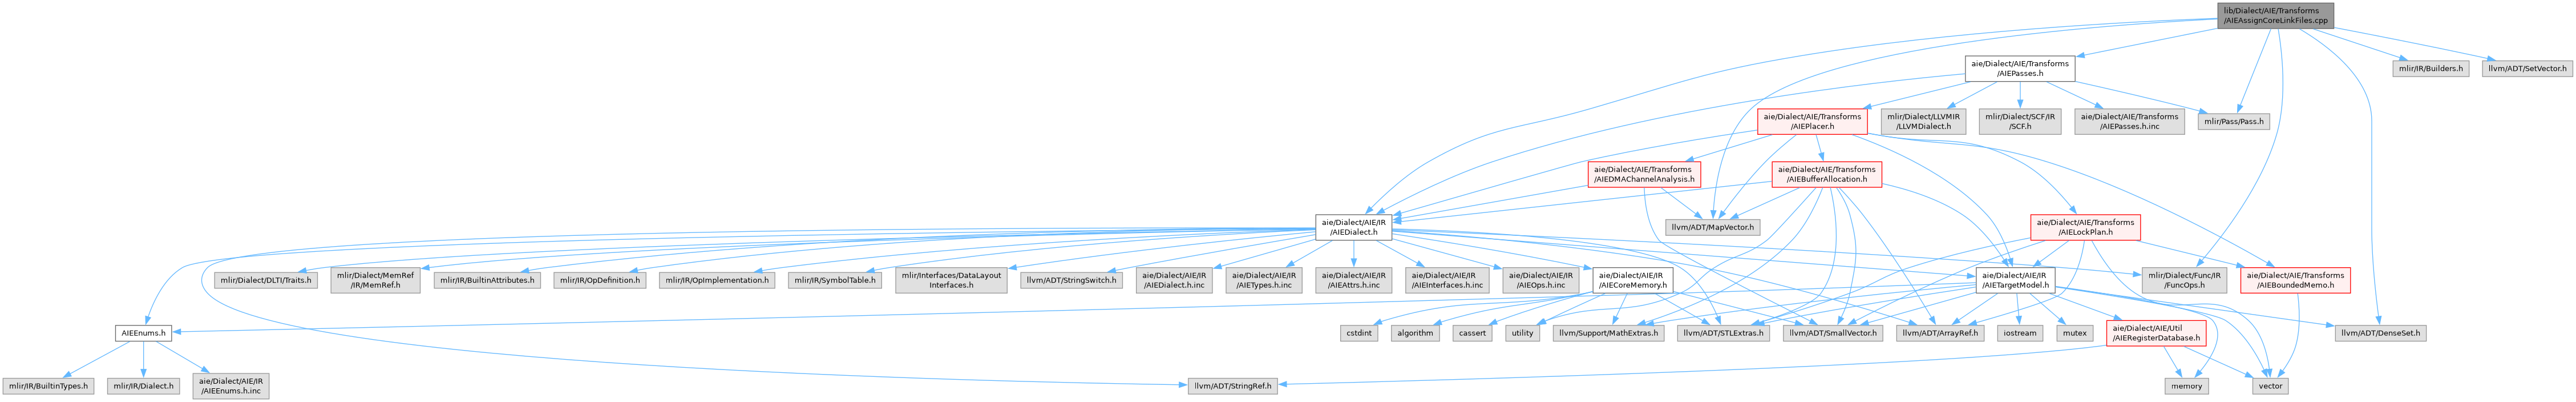 lib/Dialect/AIE/Transforms
/AIEAssignCoreLinkFiles.cpp
aie/Dialect/AIE/Transforms
/AIEPasses.h
mlir/IR/Builders.h
llvm/ADT/SetVector.h
aie/Dialect/AIE/Transforms
/AIEPlacer.h
mlir/Dialect/LLVMIR
/LLVMDialect.h
mlir/Dialect/SCF/IR
/SCF.h
aie/Dialect/AIE/Transforms
/AIEPasses.h.inc
mlir/Pass/Pass.h
aie/Dialect/AIE/Transforms
/AIEDMAChannelAnalysis.h
aie/Dialect/AIE/Transforms
/AIEBufferAllocation.h
aie/Dialect/AIE/IR
/AIEDialect.h
llvm/ADT/MapVector.h
aie/Dialect/AIE/Transforms
/AIELockPlan.h
mlir/Dialect/DLTI/Traits.h
mlir/Dialect/MemRef
/IR/MemRef.h
mlir/IR/BuiltinAttributes.h
mlir/IR/OpDefinition.h
mlir/IR/OpImplementation.h
mlir/IR/SymbolTable.h
mlir/Interfaces/DataLayout
Interfaces.h
llvm/ADT/StringSwitch.h
aie/Dialect/AIE/IR
/AIEDialect.h.inc
aie/Dialect/AIE/IR
/AIETypes.h.inc
aie/Dialect/AIE/IR
/AIEAttrs.h.inc
aie/Dialect/AIE/IR
/AIEInterfaces.h.inc
aie/Dialect/AIE/IR
/AIEOps.h.inc
aie/Dialect/AIE/IR
/AIECoreMemory.h
aie/Dialect/AIE/IR
/AIETargetModel.h
mlir/Dialect/Func/IR
/FuncOps.h
aie/Dialect/AIE/Transforms
/AIEBoundedMemo.h
AIEEnums.h
cstdint
algorithm
cassert
utility
llvm/Support/MathExtras.h
llvm/ADT/STLExtras.h
llvm/ADT/SmallVector.h
llvm/ADT/ArrayRef.h
iostream
mutex
aie/Dialect/AIE/Util
/AIERegisterDatabase.h
llvm/ADT/DenseSet.h
mlir/IR/BuiltinTypes.h
mlir/IR/Dialect.h
aie/Dialect/AIE/IR
/AIEEnums.h.inc
llvm/ADT/StringRef.h
memory
vector